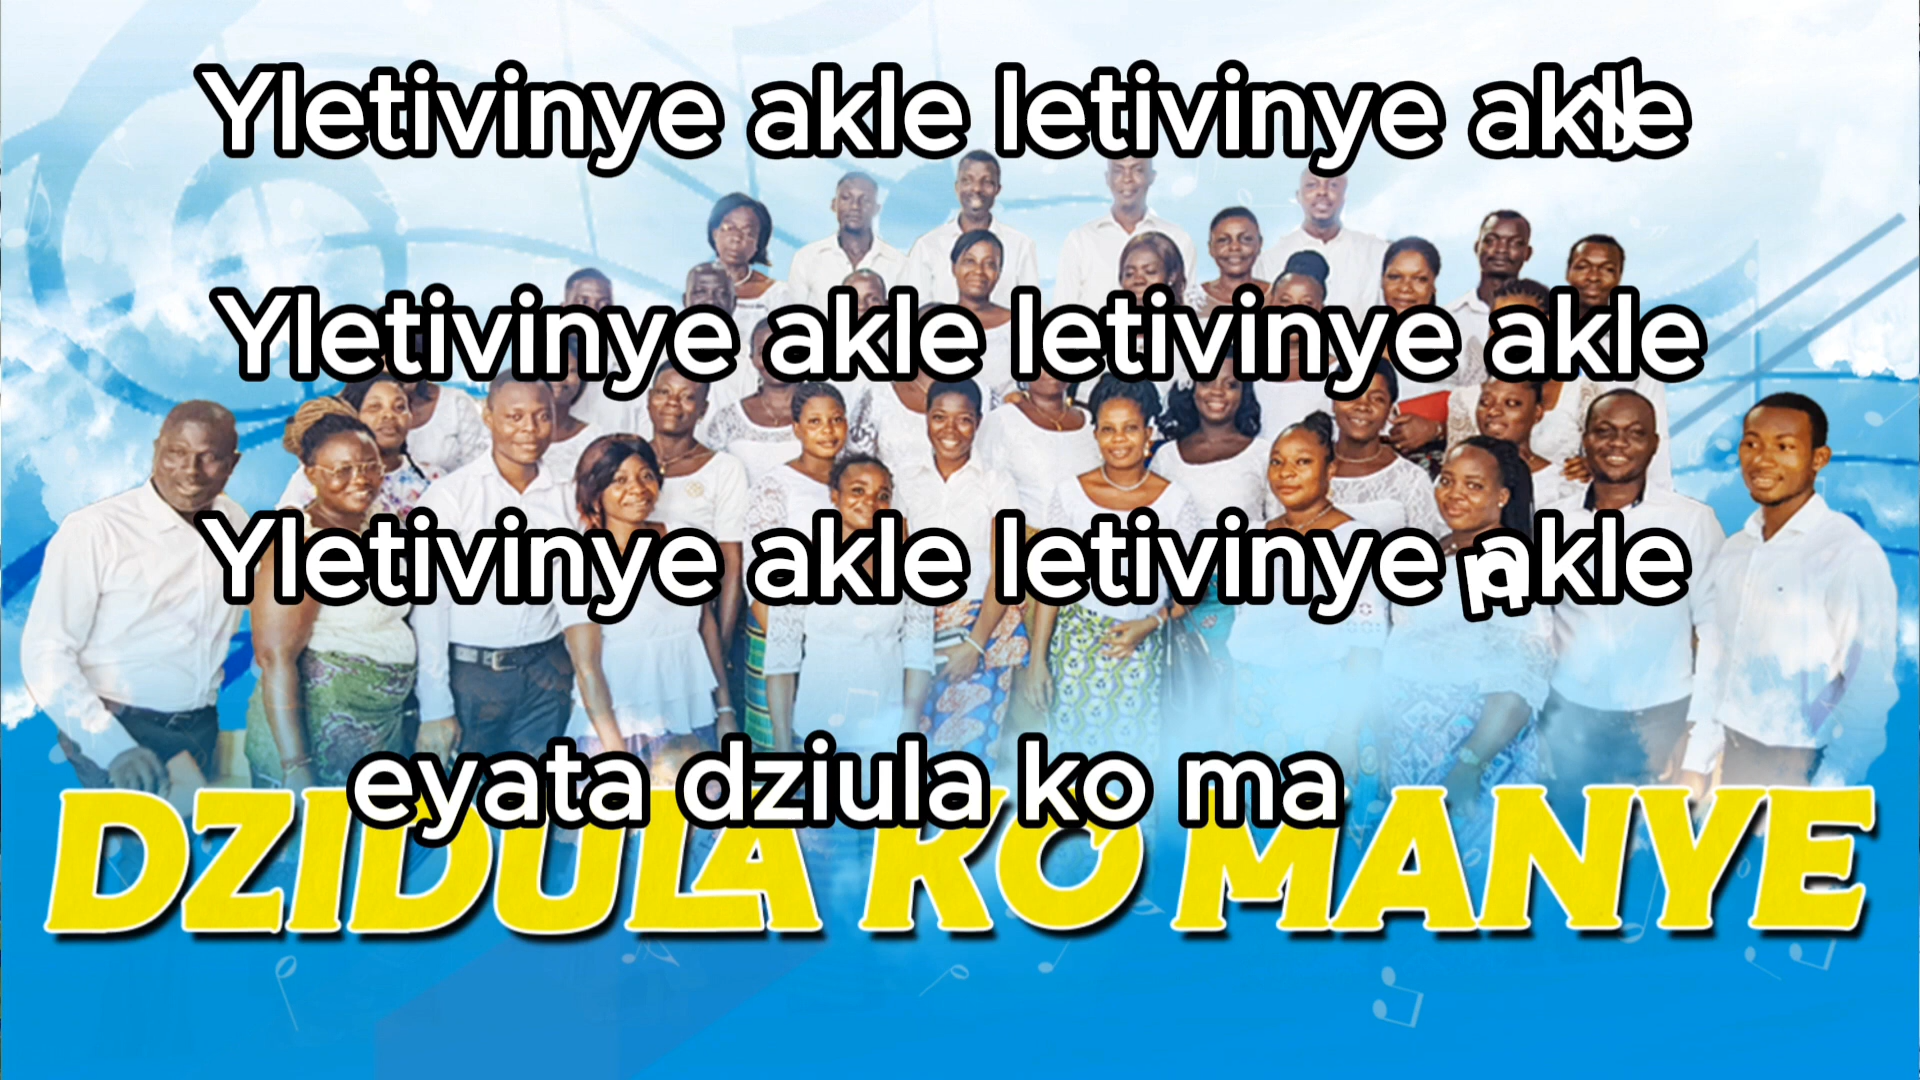 Yletivinye akle letivinye akle
Yletivinye akle letivinye akle
Yletivinye akle letivinye akle
eyata dziula ko ma
DZIDULA KO MANYE